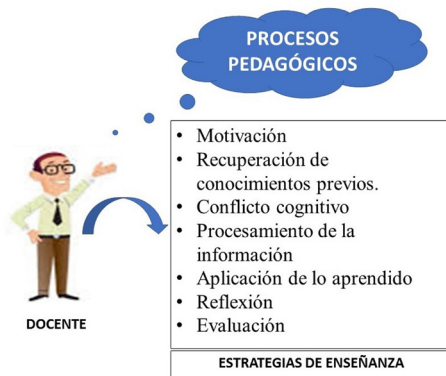 PROCESOS
PEDAGÓGICOS
• Motivación
• Recuperación de
conocimientos previos.
• Conflicto cognitivo
• Procesamiento de la
información
• Aplicación de lo aprendido
• Reflexión
• Evaluación
DOCENTE
ESTRATEGIAS DE ENSEÑANZA